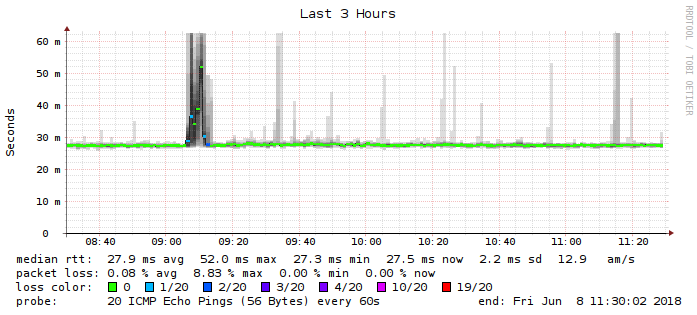 Last 3 Hours
RRDTOOL / TOBI OETIKER
Seconds
60 m
50 m
40 m
30 m
20 m
10 m
0
08:40 09:00 09:20 09:40 10:00 10:20 10:40 11:00 11:20
median rtt: 27.9 ms avg 52.0 ms max 27.3 ms min 27.5 ms now 2.2 ms sd 12.9 am/s
packet loss: 0.08 % avg 8.83 % max 0.00 % min 0.00 % now
loss color: 0 1/20 2/20 3/20 4/20 10/20 19/20
probe: 20 ICMP Echo Pings (56 Bytes) every 60s end: Fri Jun 8 11:30:02 2018